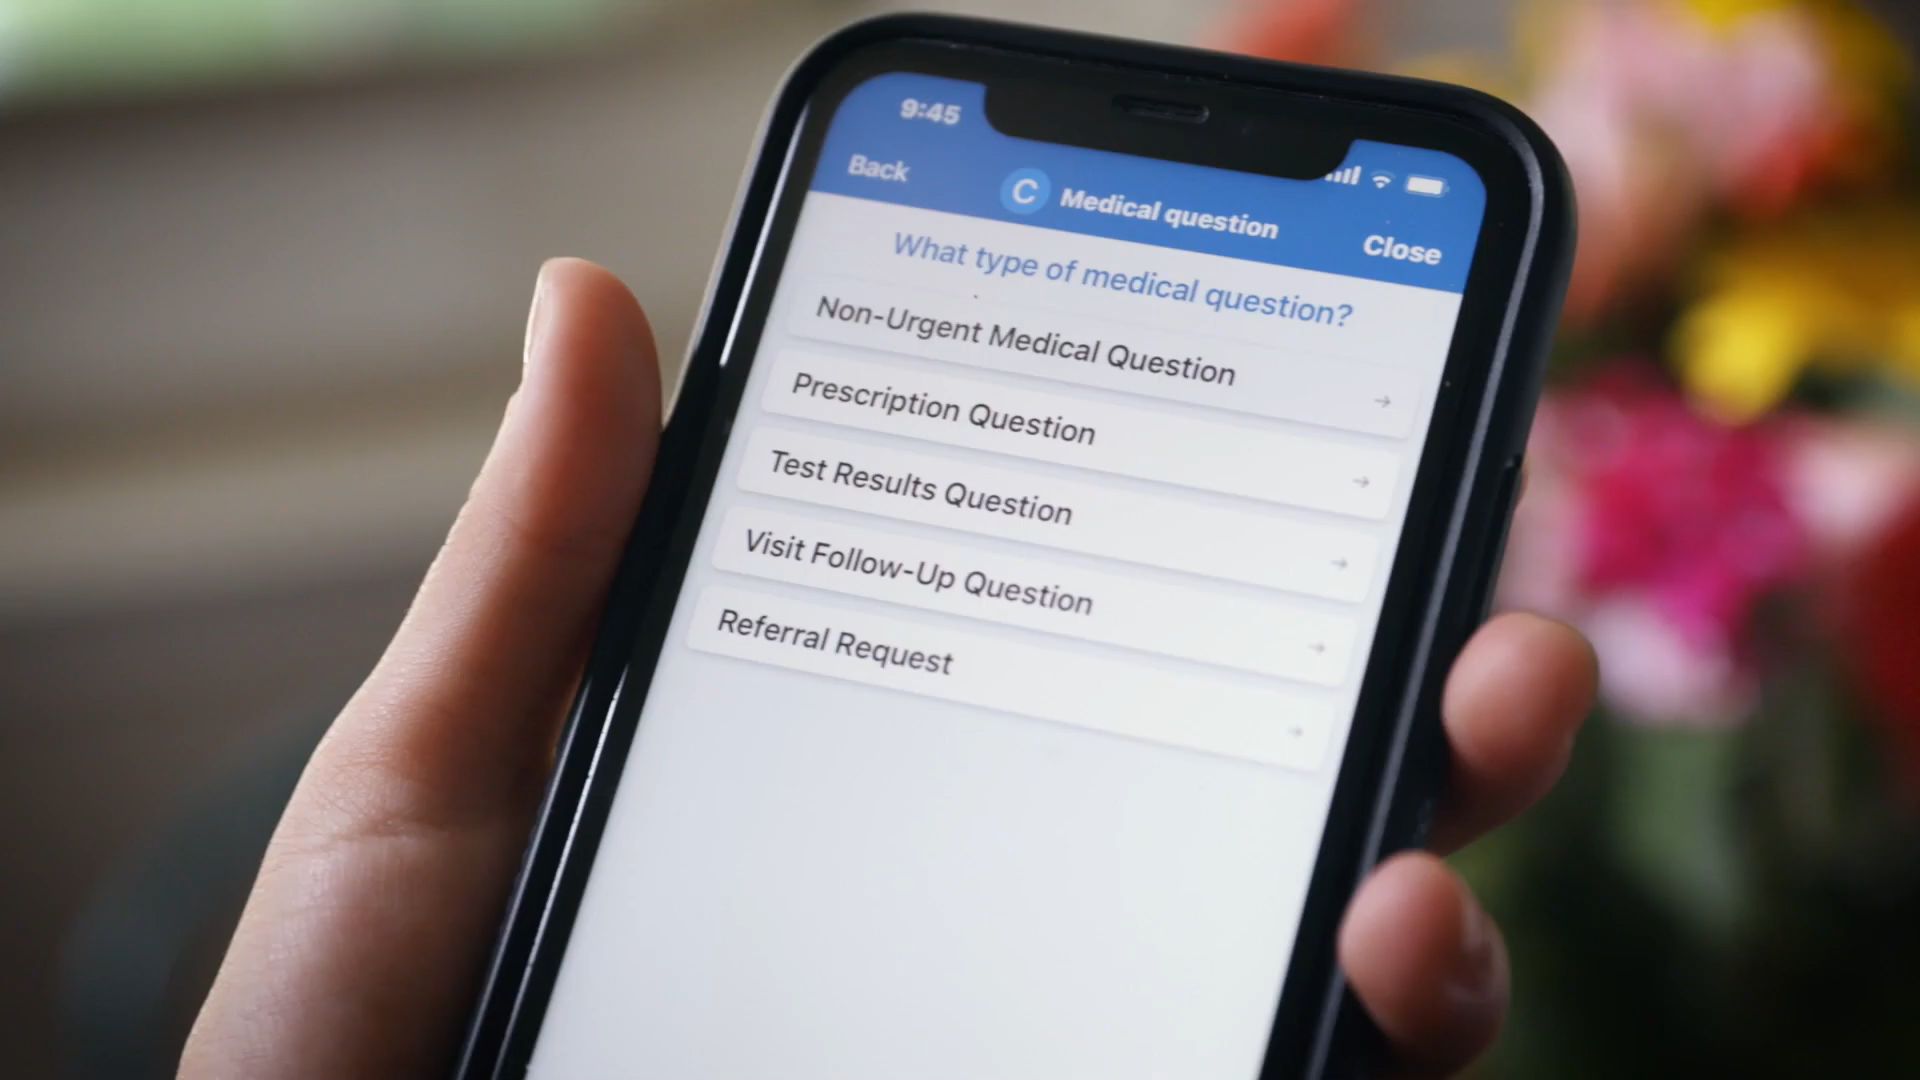 9:45
Back
C Medical question
Close
What type of medical question?
Non-Urgent Medical Question
Prescription Question
Test Results Question
Visit Follow-Up Question
Referral Request